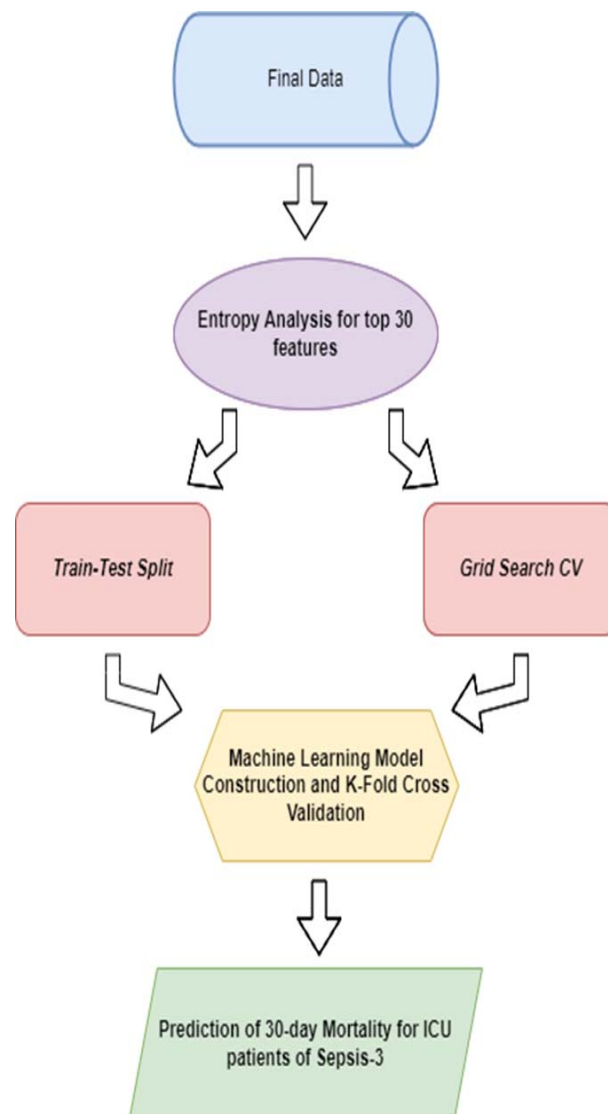 Final Data
Entropy Analysis for top 30
features
Train-Test Split
Grid Search CV
Machine Learning Model
Construction and K-Fold Cross
Validation
Prediction of 30-day Mortality for ICU
patients of Sepsis-3